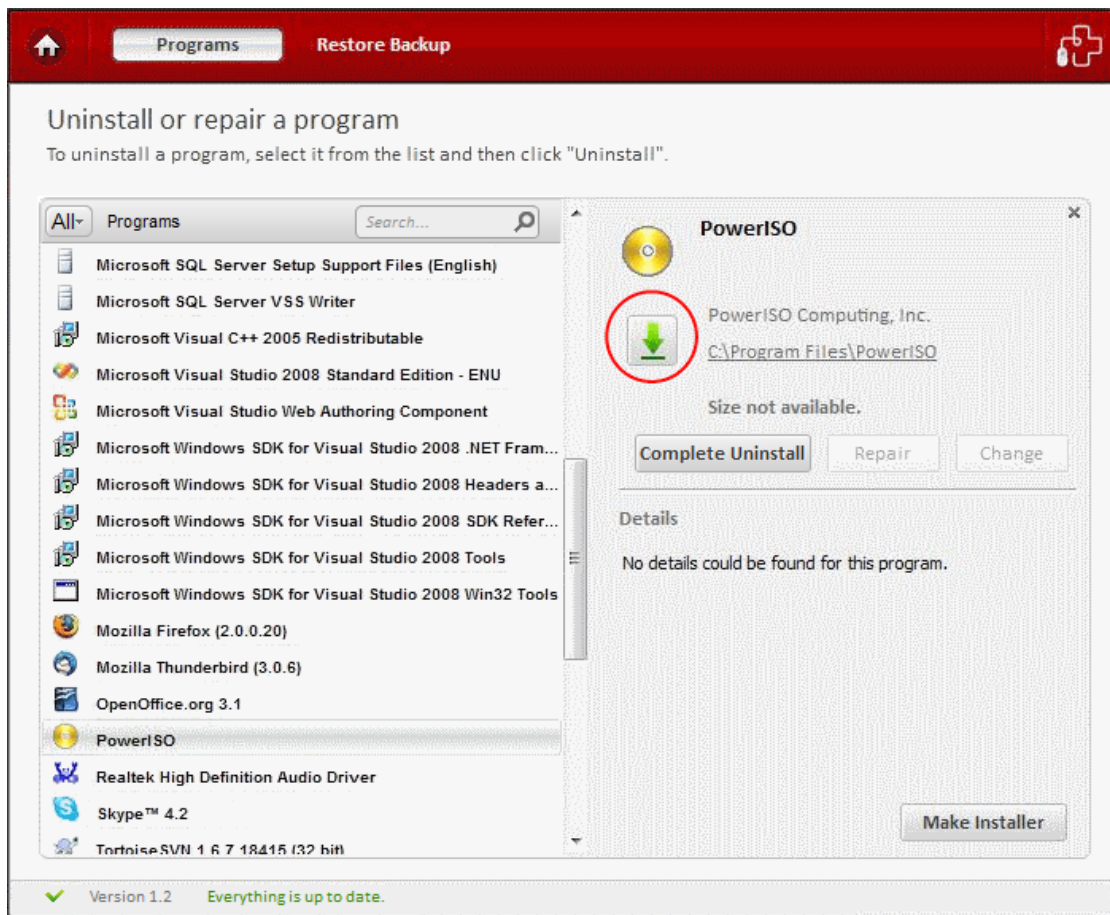 Programs
Restore Backup
Uninstall or repair a program
To uninstall a program, select it from the list and then click "Uninstall".
All
Programs
Search...
Microsoft SQL Server Setup Support Files (English)
Microsoft SQL Server VSS Writer
Microsoft Visual C++ 2005 Redistributable
Microsoft Visual Studio 2008 Standard Edition - ENU
Microsoft Visual Studio Web Authoring Component
Microsoft Windows SDK for Visual Studio 2008 .NET Fram...
Microsoft Windows SDK for Visual Studio 2008 Headers a...
Microsoft Windows SDK for Visual Studio 2008 SDK Refer...
Microsoft Windows SDK for Visual Studio 2008 Tools
Microsoft Windows SDK for Visual Studio 2008 Win32 Tools
Mozilla Firefox (2.0.0.20)
Mozilla Thunderbird (3.0.6)
OpenOffice.org 3.1
PowerISO
Realtek High Definition Audio Driver
Skype™ 4.2
TortoiseSVN 1.6.7.18415 (32 bit)
PowerISO
PowerISO Computing, Inc.
C:\Program Files\PowerISO
Size not available.
Complete Uninstall
Repair
Change
Details
No details could be found for this program.
Make Installer
Version 1.2
Everything is up to date.